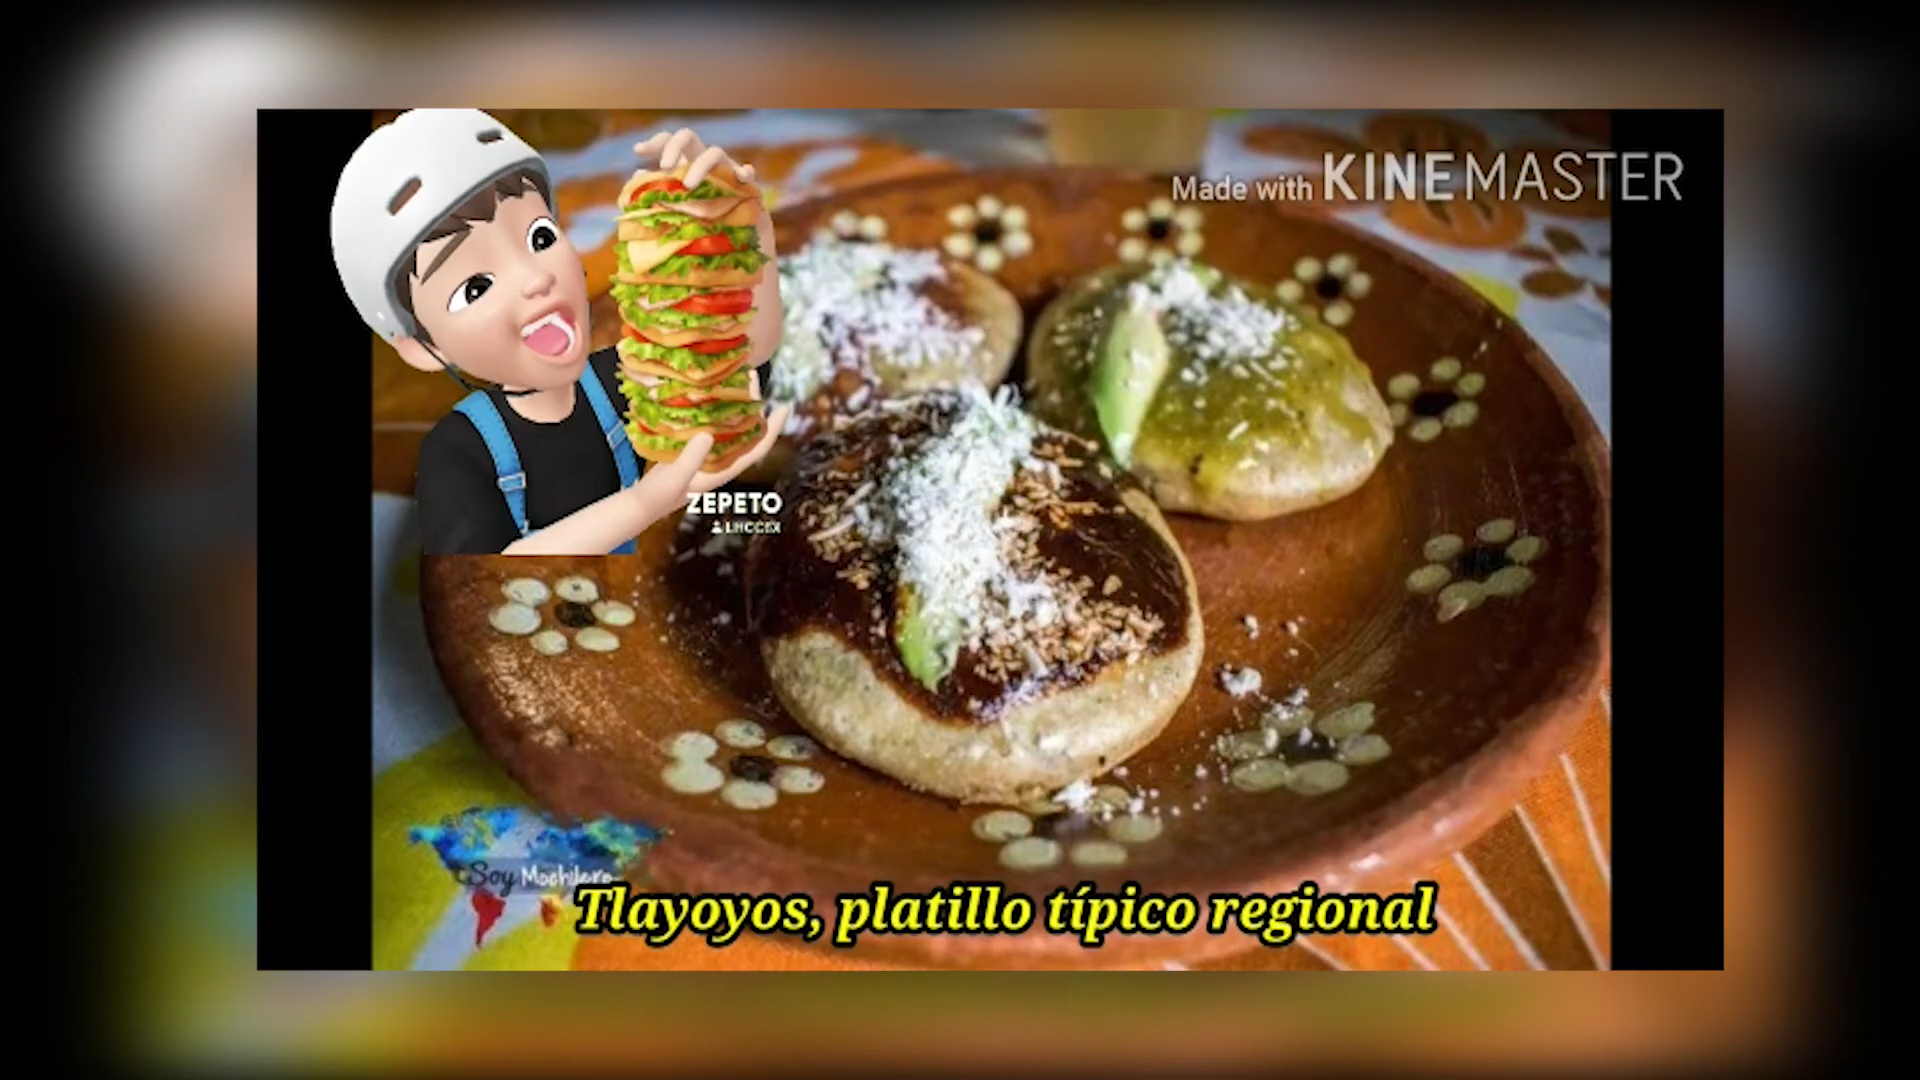 Made with KINEMASTER
ZEPETO
Soy Mochilero
Tlayoyos, platillo típico regional